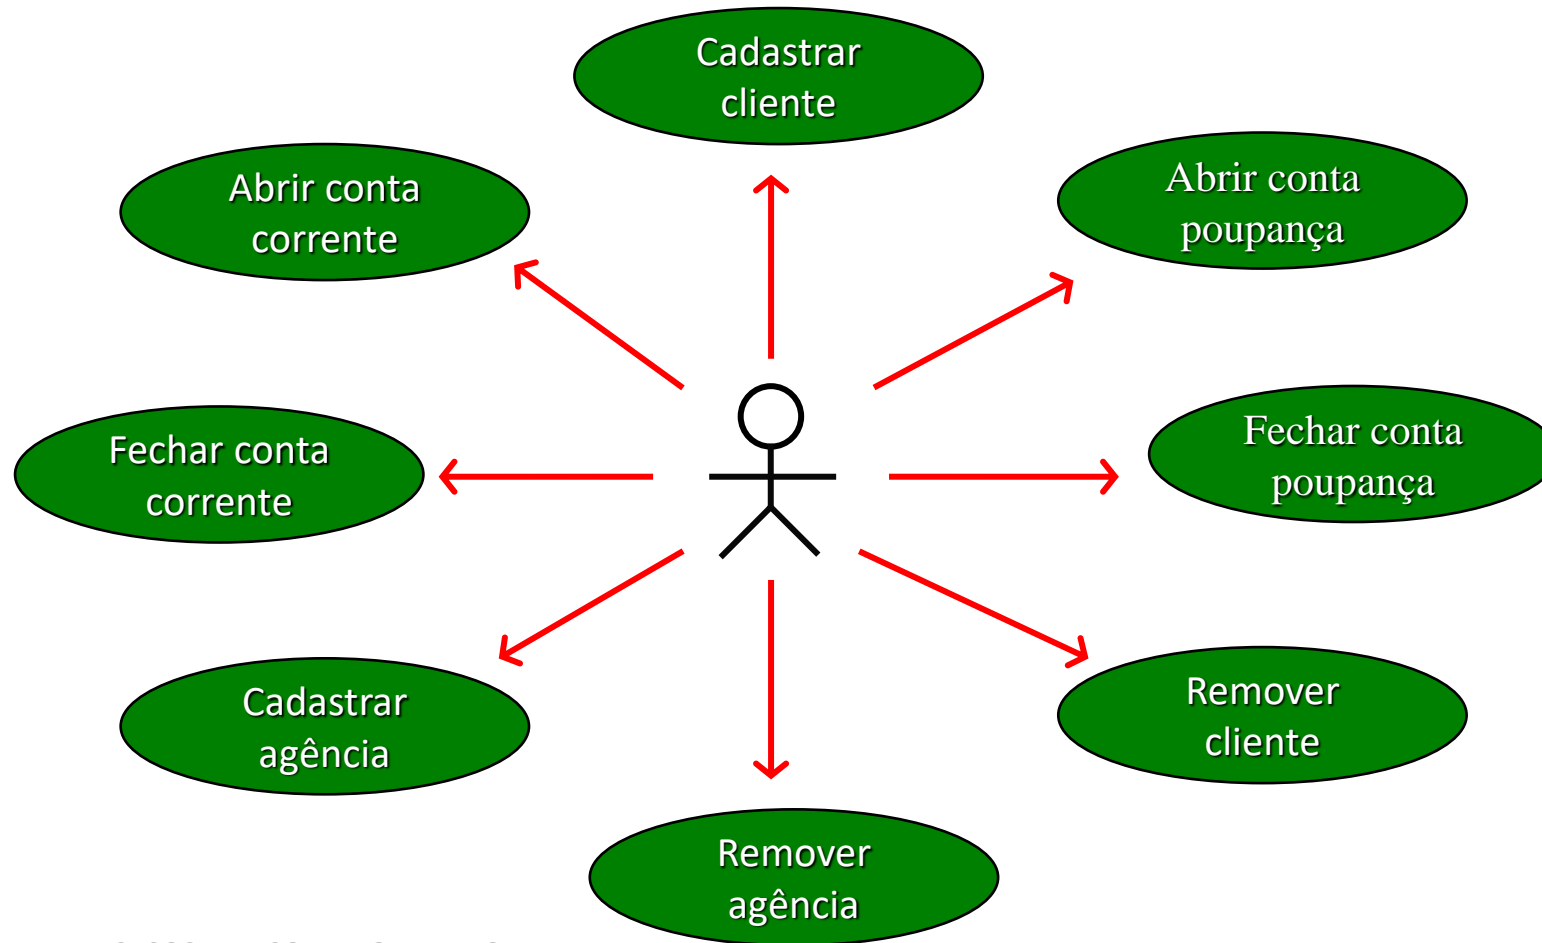 Cadastrar
cliente
Abrir conta
corrente
Abrir conta
poupança
Fechar conta
corrente
Fechar conta
poupança
Cadastrar
agência
Remover
cliente
Remover
agência